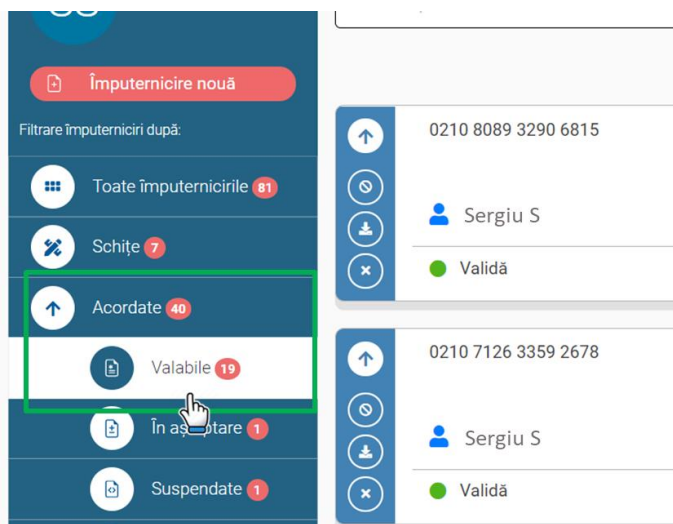 Împuternicire nouă
Filtrare împuterniciri după:
Toate împuternicirile 81
Schițe 7
Acordate 40
Valabile 19
În așteptare 1
Suspendate 1
0210 8089 3290 6815
Sergiu S
Validă
0210 7126 3359 2678
Sergiu S
Validă